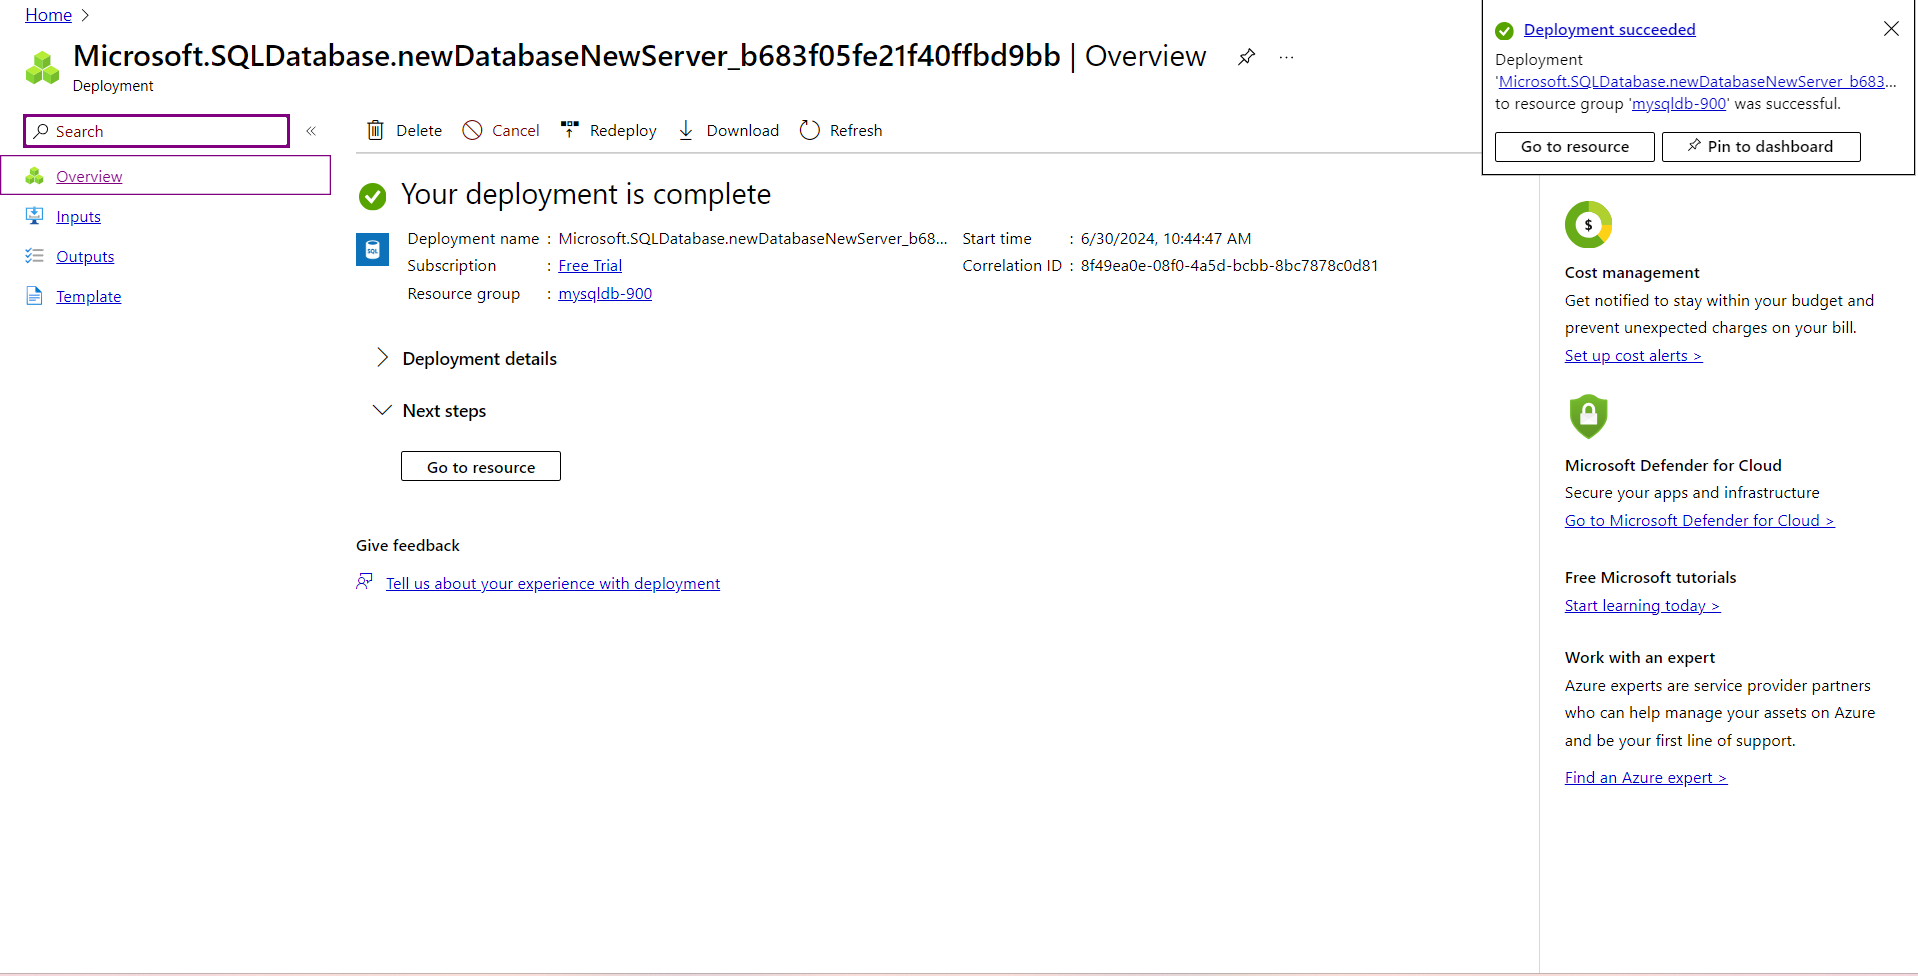 Home
Microsoft.SQLDatabase.newDatabaseNewServer_b683f05fe21f40ffbd9bb | Overview
Deployment
Search
Overview
Inputs
Outputs
Template
Delete Cancel Redeploy Download Refresh
Your deployment is complete
Deployment name : Microsoft.SQLDatabase.newDatabaseNewServer_b68...
Subscription : Free Trial
Resource group : mysqldb-900
Start time : 6/30/2024, 10:44:47 AM
Correlation ID : 8f49ea0e-08f0-4a5d-bcbb-8bc7878c0d81
Deployment details
Next steps
Go to resource
Give feedback
Tell us about your experience with deployment
Deployment succeeded
Deployment
'Microsoft.SQLDatabase.newDatabaseNewServer_b683...
to resource group 'mysqldb-900' was successful.
Go to resource
Pin to dashboard
Cost management
Get notified to stay within your budget and
prevent unexpected charges on your bill.
Set up cost alerts >
Microsoft Defender for Cloud
Secure your apps and infrastructure
Go to Microsoft Defender for Cloud >
Free Microsoft tutorials
Start learning today >
Work with an expert
Azure experts are service provider partners
who can help manage your assets on Azure
and be your first line of support.
Find an Azure expert >